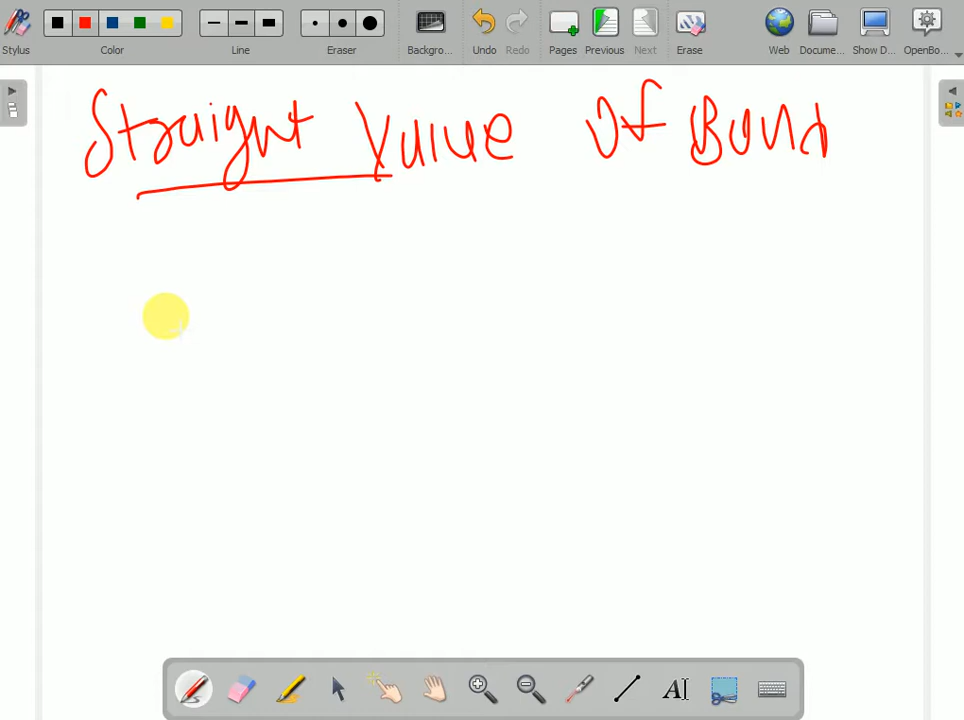 Stylus
Color
Line
Eraser
Backgro...
Undo
Redo
Pages
Previous
Next
Erase
Web
Docume...
Show D...
OpenBo...
Straight Value Of Bond
A